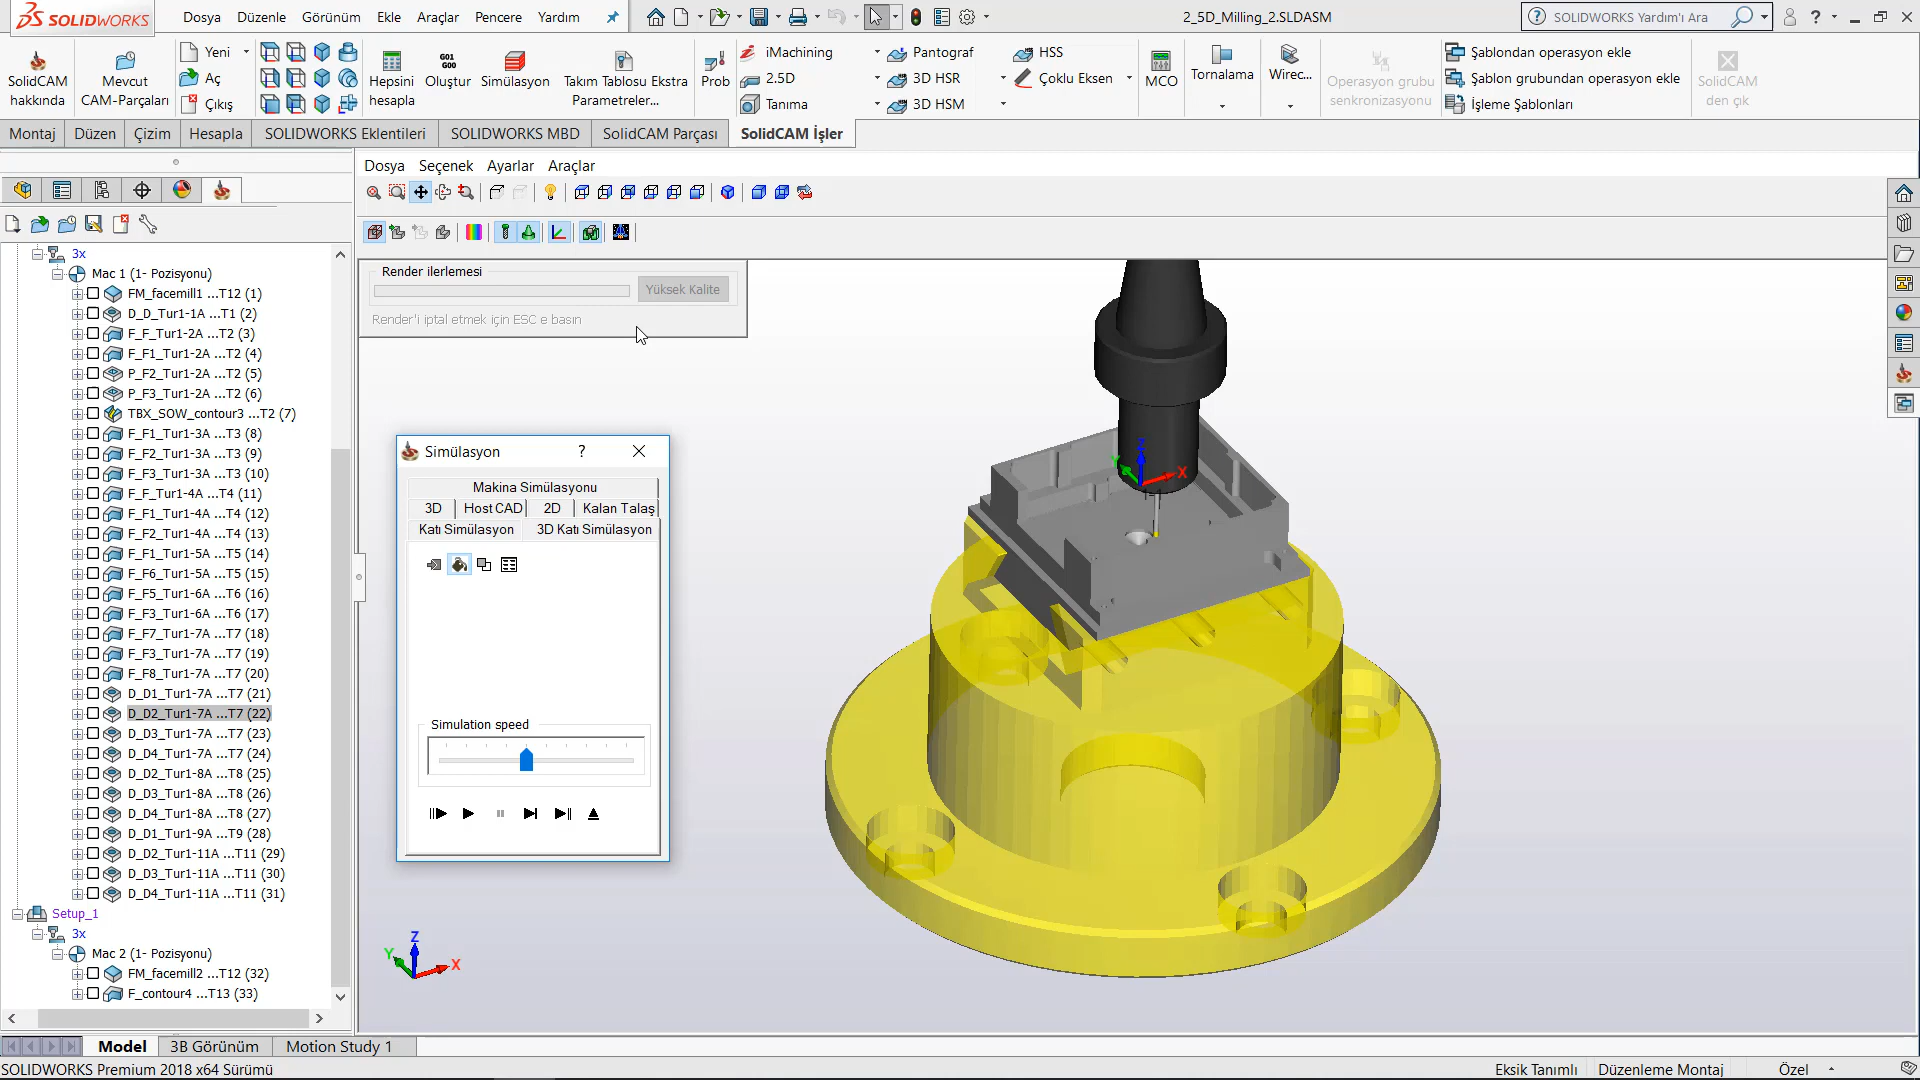 SOLIDWORKS
Dosya Düzenle Görünüm Ekle Araçlar Pencere Yardım
2_5D_Milling_2.SLDASM
SOLIDWORKS Yardım'ı Ara
SolidCAM hakkında
Mevcut CAM-Parçaları
Yeni
Aç
Çıkış
Hepsini hesapla
G01
G00
Oluştur
Simülasyon
Takım Tablosu Ekstra Parametreler...
Prob
iMachining
2.5D
Tanıma
Pantograf
3D HSR
3D HSM
HSS
Çoklu Eksen
MCO
Tornalama
Wirec...
Operasyon grubu senkronizasyonu
Şablondan operasyon ekle
Şablon grubundan operasyon ekle
İşleme Şablonları
SolidCAM den çık
Montaj Düzen Çizim Hesapla SOLIDWORKS Eklentileri SOLIDWORKS MBD SolidCAM Parçası SolidCAM İşler
Dosya Seçenek Ayarlar Araçlar
Render ilerlemesi
Yüksek Kalite
Render'i iptal etmek için ESC e basın
3x
Mac 1 (1- Pozisyonu)
FM_facemill1 ...T12 (1)
D_D_Tur1-1A ...T1 (2)
F_F_Tur1-2A ...T2 (3)
F_F1_Tur1-2A ...T2 (4)
P_F2_Tur1-2A ...T2 (5)
P_F3_Tur1-2A ...T2 (6)
TBX_SOW_contour3 ...T2 (7)
F_F1_Tur1-3A ...T3 (8)
F_F2_Tur1-3A ...T3 (9)
F_F3_Tur1-3A ...T3 (10)
F_F_Tur1-4A ...T4 (11)
F_F1_Tur1-4A ...T4 (12)
F_F2_Tur1-4A ...T4 (13)
F_F1_Tur1-5A ...T5 (14)
F_F6_Tur1-5A ...T5 (15)
F_F5_Tur1-6A ...T6 (16)
F_F3_Tur1-6A ...T6 (17)
F_F7_Tur1-7A ...T7 (18)
F_F3_Tur1-7A ...T7 (19)
F_F8_Tur1-7A ...T7 (20)
D_D1_Tur1-7A ...T7 (21)
D_D2_Tur1-7A ...T7 (22)
D_D3_Tur1-7A ...T7 (23)
D_D4_Tur1-7A ...T7 (24)
D_D2_Tur1-8A ...T8 (25)
D_D3_Tur1-8A ...T8 (26)
D_D4_Tur1-8A ...T8 (27)
D_D1_Tur1-9A ...T9 (28)
D_D2_Tur1-11A ...T11 (29)
D_D3_Tur1-11A ...T11 (30)
D_D4_Tur1-11A ...T11 (31)
Setup_1
3x
Mac 2 (1- Pozisyonu)
FM_facemill2 ...T12 (32)
F_contour4 ...T13 (33)
Simülasyon ?
Makina Simülasyonu
3D Host CAD 2D Kalan Talaş
Katı Simülasyon 3D Katı Simülasyon
Simulation speed
Z
Y X
Z
Y X
Model 3B Görünüm Motion Study 1
SOLIDWORKS Premium 2018 x64 Sürümü
Eksik Tanımlı Düzenleme Montaj Özel